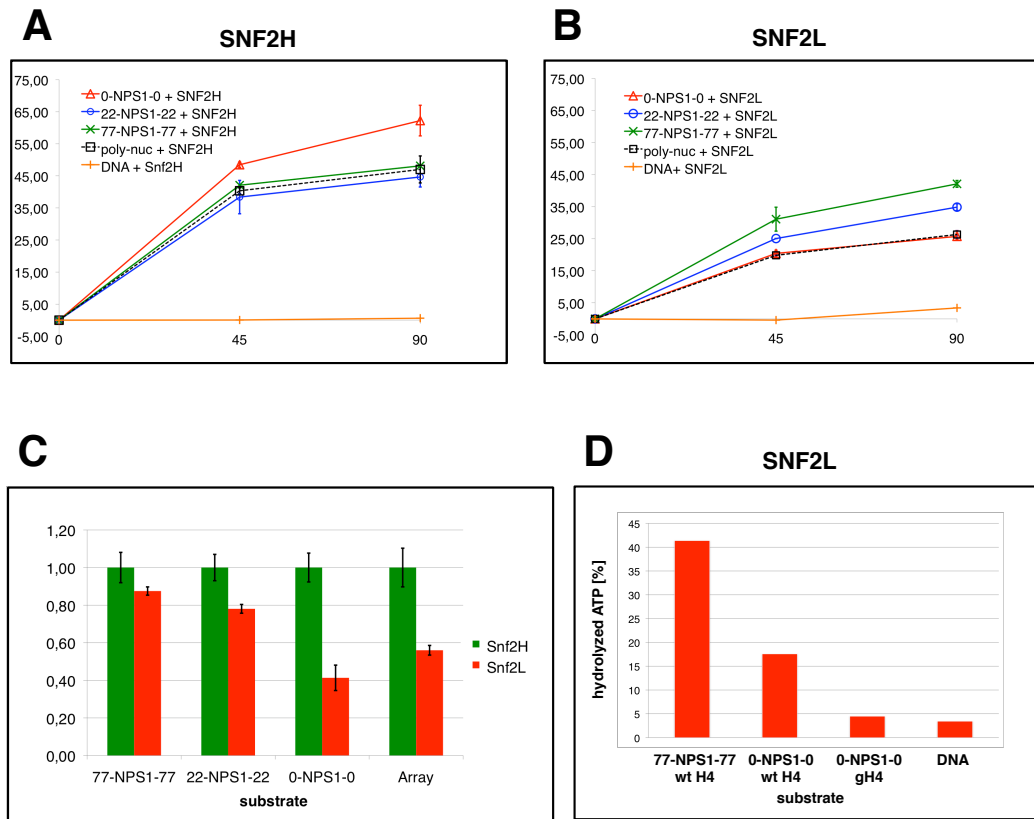 A
SNF2H
75,00
65,00
55,00
45,00
35,00
25,00
15,00
5,00
-5,00
0-NPS1-0 + SNF2H
22-NPS1-22 + SNF2H
77-NPS1-77 + SNF2H
poly-nuc + SNF2H
DNA + Snf2H
0 45 90
B
SNF2L
75,00
65,00
55,00
45,00
35,00
25,00
15,00
5,00
-5,00
0-NPS1-0 + SNF2L
22-NPS1-22 + SNF2L
77-NPS1-77 + SNF2L
poly-nuc + SNF2L
DNA+ SNF2L
0 45 90
C
1,20
1,00
0,80
0,60
0,40
0,20
0,00
Snf2H
Snf2L
77-NPS1-77 22-NPS1-22 0-NPS1-0 Array
substrate
D
SNF2L
hydrolyzed ATP [%]
45
40
35
30
25
20
15
10
5
0
77-NPS1-77 0-NPS1-0 0-NPS1-0 DNA
wt H4 wt H4 gH4
substrate